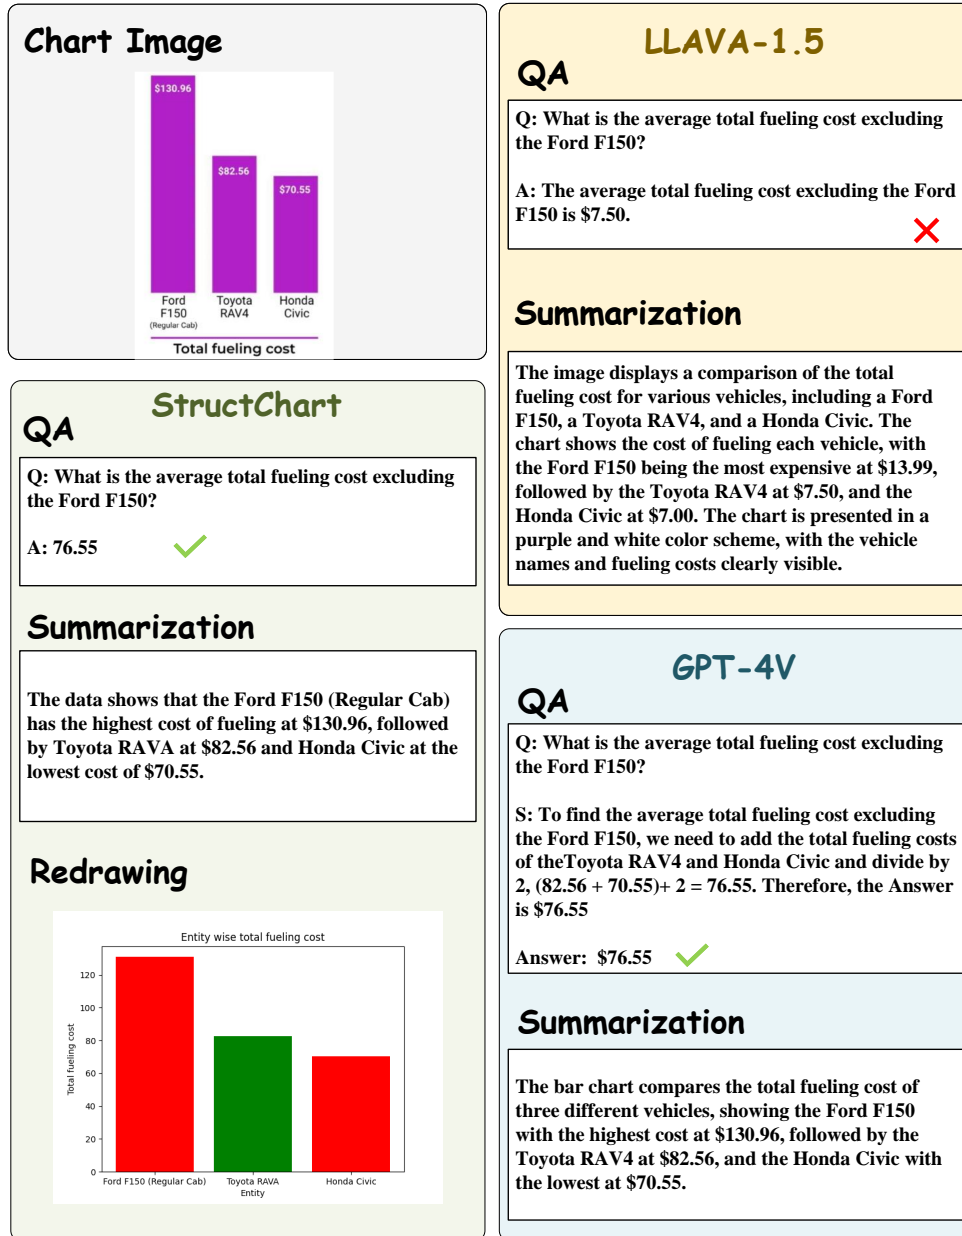 Chart Image
$130.96
$82.56
$70.55
Ford
F150
(Regular Cab)
Toyota
RAV4
Honda
Civic
Total fueling cost
StructChart
QA
Q: What is the average total fueling cost excluding
the Ford F150?
A: 76.55
Summarization
The data shows that the Ford F150 (Regular Cab)
has the highest cost of fueling at $130.96, followed
by Toyota RAVA at $82.56 and Honda Civic at the
lowest cost of $70.55.
Redrawing
Entity wise total fueling cost
Total fueling cost
120
100
80
60
40
20
0
Ford F150 (Regular Cab)
Toyota RAVA
Honda Civic
Entity
LLAVA-1.5
QA
Q: What is the average total fueling cost excluding
the Ford F150?
A: The average total fueling cost excluding the Ford
F150 is $7.50.
Summarization
The image displays a comparison of the total
fueling cost for various vehicles, including a Ford
F150, a Toyota RAV4, and a Honda Civic. The
chart shows the cost of fueling each vehicle, with
the Ford F150 being the most expensive at $13.99,
followed by the Toyota RAV4 at $7.50, and the
Honda Civic at $7.00. The chart is presented in a
purple and white color scheme, with the vehicle
names and fueling costs clearly visible.
GPT-4V
QA
Q: What is the average total fueling cost excluding
the Ford F150?
S: To find the average total fueling cost excluding
the Ford F150, we need to add the total fueling costs
of theToyota RAV4 and Honda Civic and divide by
2, (82.56 + 70.55)+ 2 = 76.55. Therefore, the Answer
is $76.55
Answer: $76.55
Summarization
The bar chart compares the total fueling cost of
three different vehicles, showing the Ford F150
with the highest cost at $130.96, followed by the
Toyota RAV4 at $82.56, and the Honda Civic with
the lowest at $70.55.